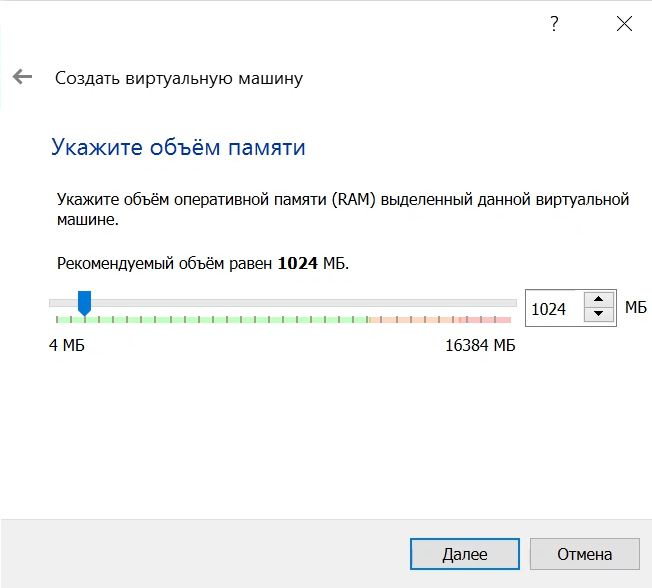 ?
Создать виртуальную машину
Укажите объём памяти
Укажите объём оперативной памяти (RAM) выделенный данной виртуальной
машине.
Рекомендуемый объём равен 1024 МБ.
1024 МБ
4 МБ 16384 МБ
Далее Отмена